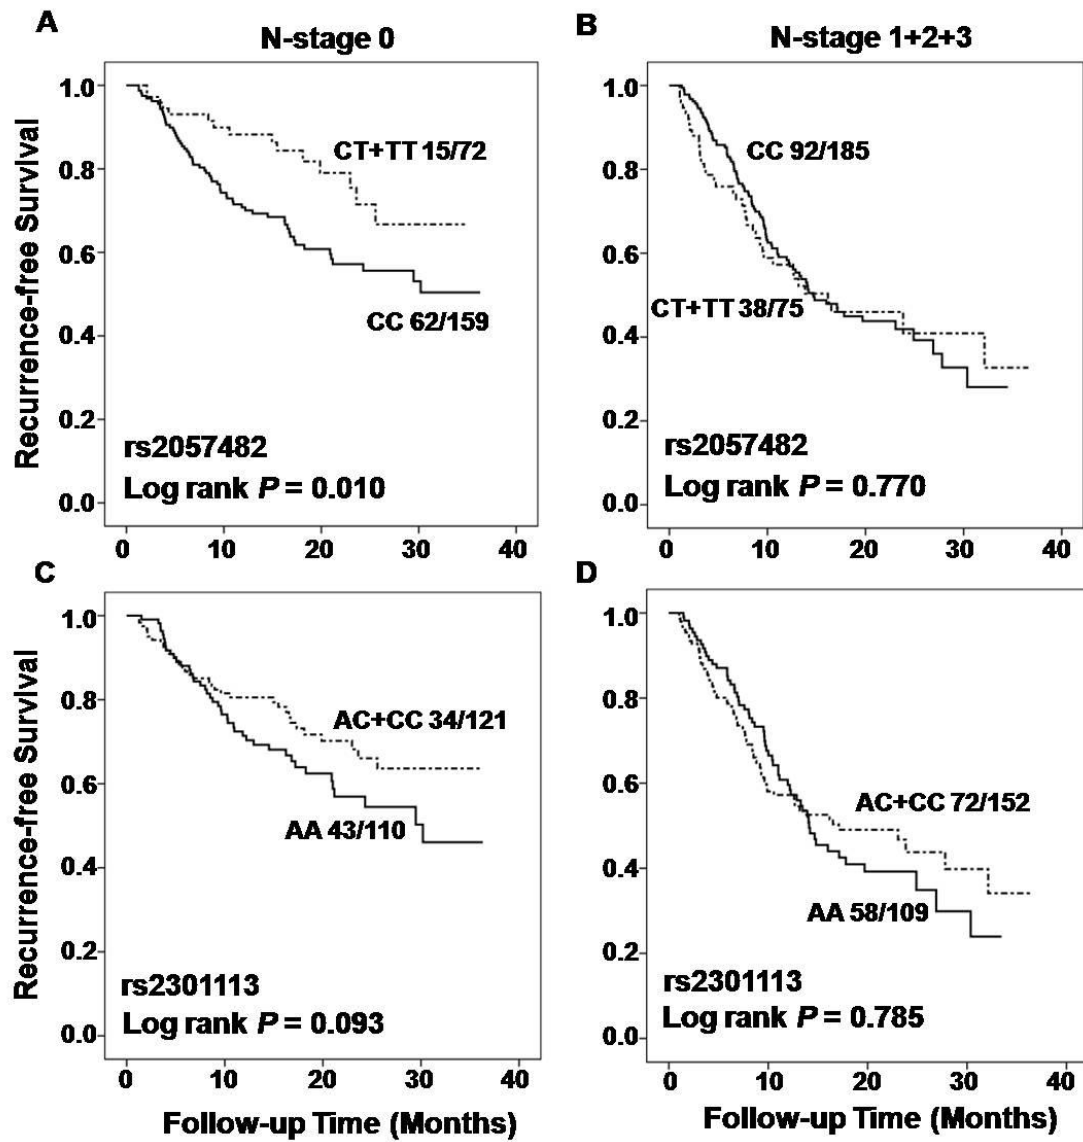 A
N-stage 0
B
N-stage 1+2+3
Recurrence-free Survival
1.0
0.8
0.6
0.4
0.2
0.0
CT+TT 15/72
CC 62/159
rs2057482
Log rank P = 0.010
0 10 20 30 40
1.0
0.8
0.6
0.4
0.2
0.0
CC 92/185
CT+TT 38/75
rs2057482
Log rank P = 0.770
0 10 20 30 40
C
Recurrence-free Survival
1.0
0.8
0.6
0.4
0.2
0.0
AC+CC 34/121
AA 43/110
rs2301113
Log rank P = 0.093
0 10 20 30 40
Follow-up Time (Months)
D
1.0
0.8
0.6
0.4
0.2
0.0
AC+CC 72/152
AA 58/109
rs2301113
Log rank P = 0.785
0 10 20 30 40
Follow-up Time (Months)